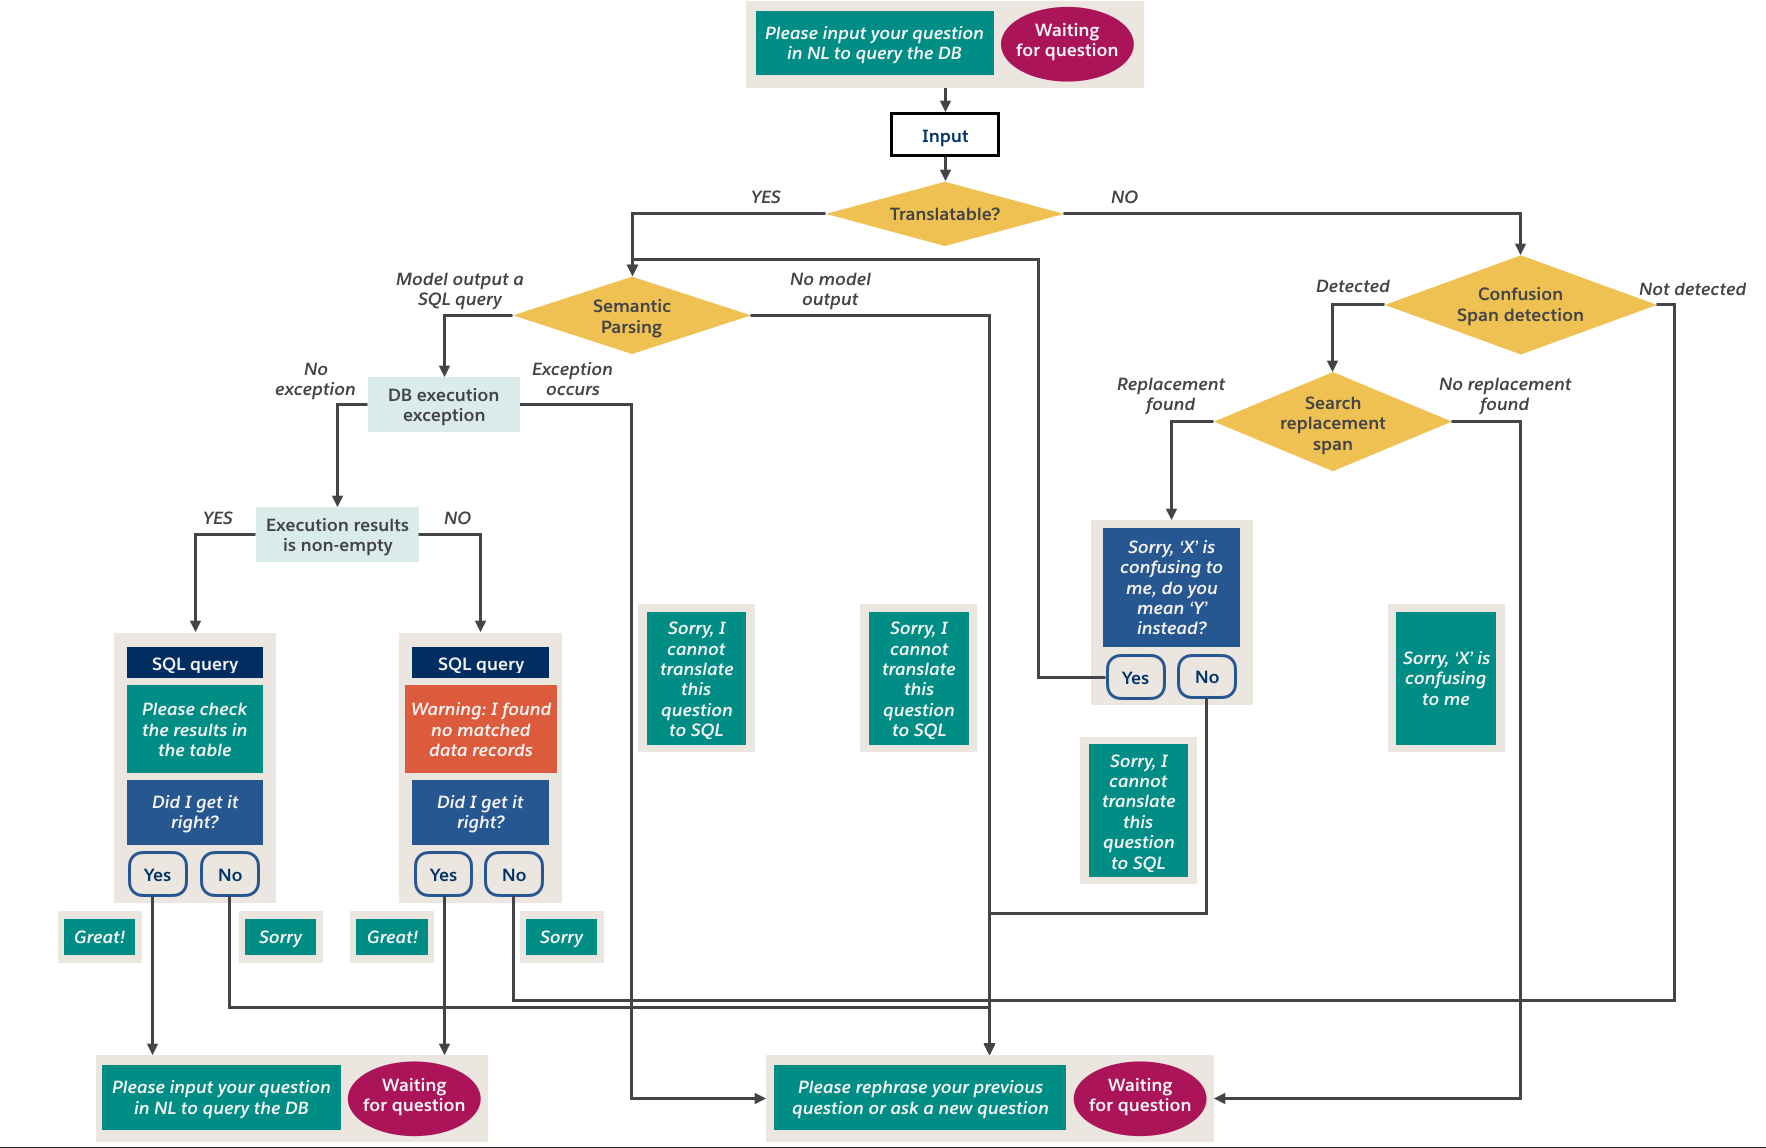 Please input your question
in NL to query the DB
Waiting
for question
Input
YES
Translatable?
NO
Model output a
SQL query
Semantic
Parsing
No model
output
Detected
Confusion
Span detection
Not detected
No
exception
DB execution
exception
Exception
occurs
Replacement
found
Search
replacement
span
No replacement
found
YES
Execution results
is non-empty
NO
Sorry, ‘X’ is
confusing to
me, do you
mean ‘Y’
instead?
Yes
No
SQL query
Please check
the results in
the table
Did I get it
right?
Yes
No
SQL query
Warning: I found
no matched
data records
Did I get it
right?
Yes
No
Sorry, I
cannot
translate
this
question
to SQL
Sorry, I
cannot
translate
this
question
to SQL
Sorry, ‘X’ is
confusing
to me
Sorry, I
cannot
translate
this
question
to SQL
Great!
Sorry
Great!
Sorry
Please input your question
in NL to query the DB
Waiting
for question
Please rephrase your previous
question or ask a new question
Waiting
for question